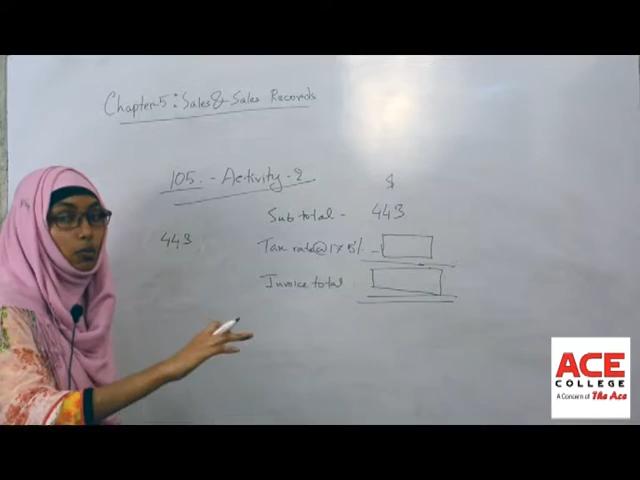 Chapter 5: Sales & Sales Records
105. - Activity - 2
$
Sub total - 443
443
Tax rate @ 17.5% -
Invoice total
ACE
COLLEGE
A Concern of The Ace